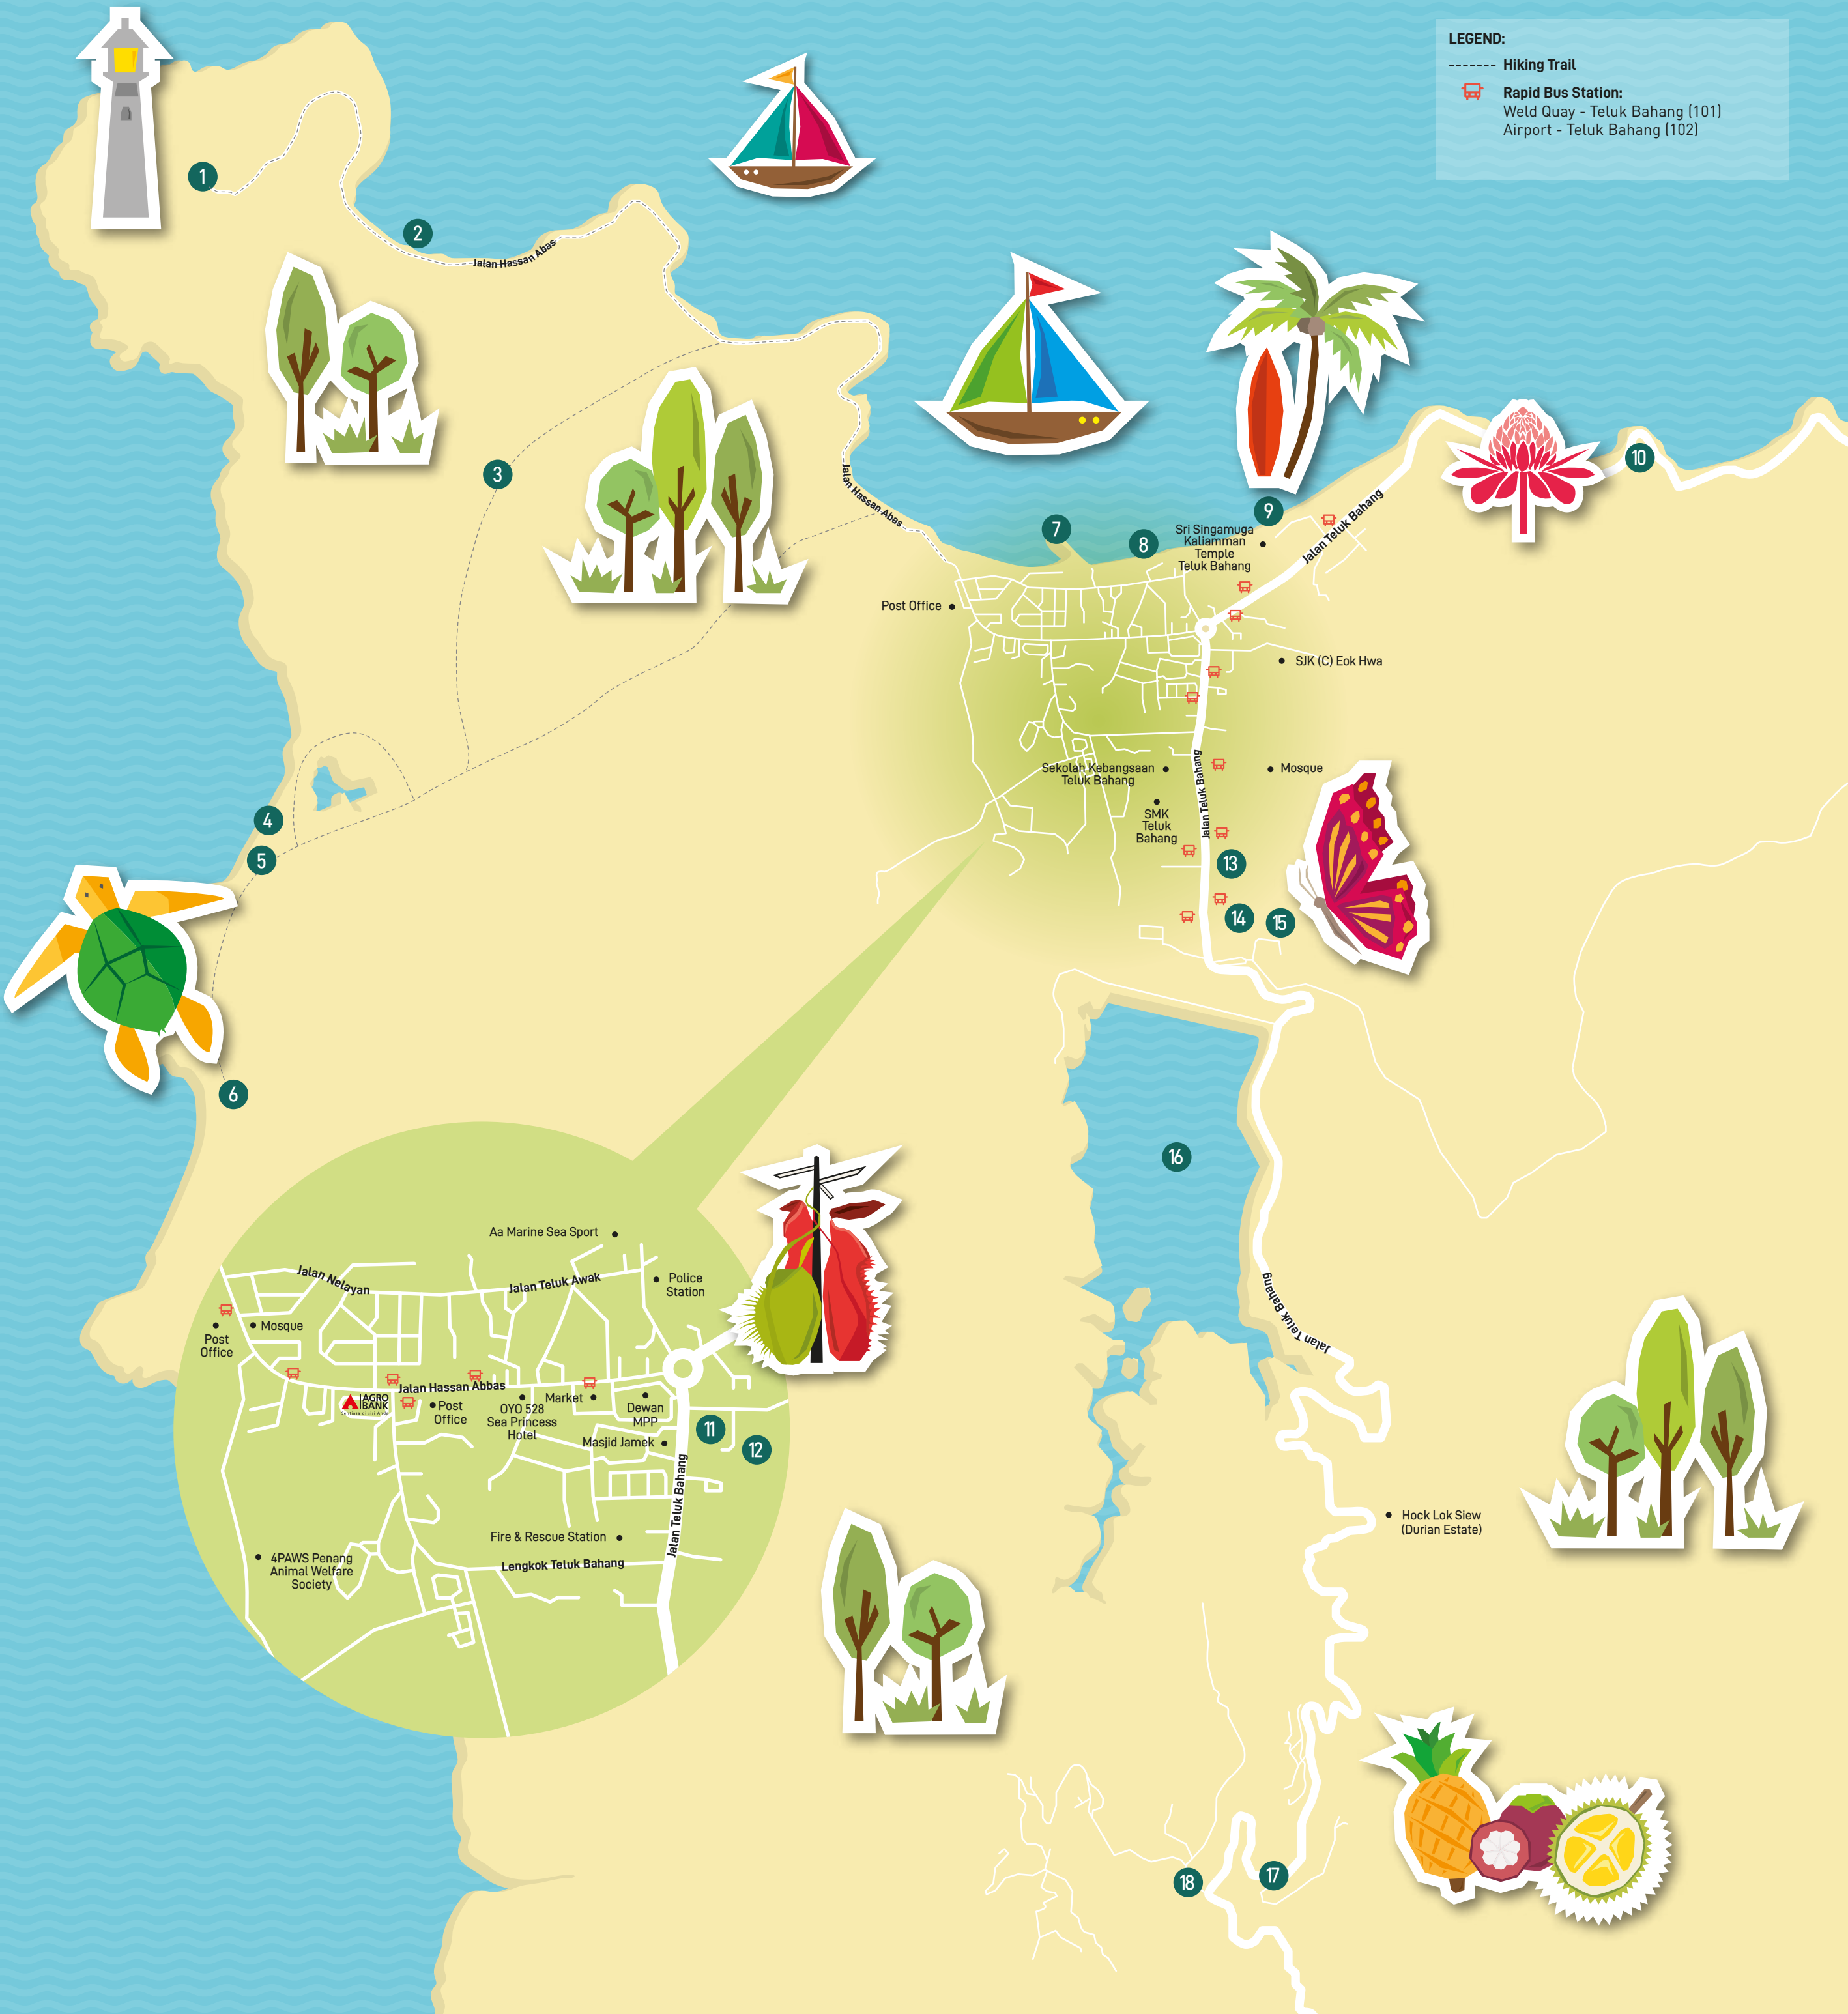 LEGEND:
Hiking Trail
Rapid Bus Station:
Weld Quay - Teluk Bahang (101)
Airport - Teluk Bahang (102)
1
2
Jalan Hassan Abas
3
Jalan Hassan Abas
10
9
7
8
Sri Singamuga
Kaliamman
Temple
Teluk Bahang
Jalan Teluk Bahang
Post Office
SJK (C) Eok Hwa
Sekolah Kebangsaan
Teluk Bahang
Mosque
SMK
Teluk
Bahang
Jalan Teluk Bahang
4
5
13
14
15
6
16
Aa Marine Sea Sport
Jalan Nelayan
Jalan Teluk Awak
Police
Station
Post
Office
Mosque
Jalan Hassan Abbas
AGRO
BANK
Post
Office
OYO 528
Sea Princess
Hotel
Market
Dewan
MPP
Masjid Jamek
11
12
Jalan Teluk Bahang
Fire & Rescue Station
Lengkok Teluk Bahang
4PAWS Penang
Animal Welfare
Society
Jalan Teluk Bahang
Hock Lok Siew
(Durian Estate)
17
18